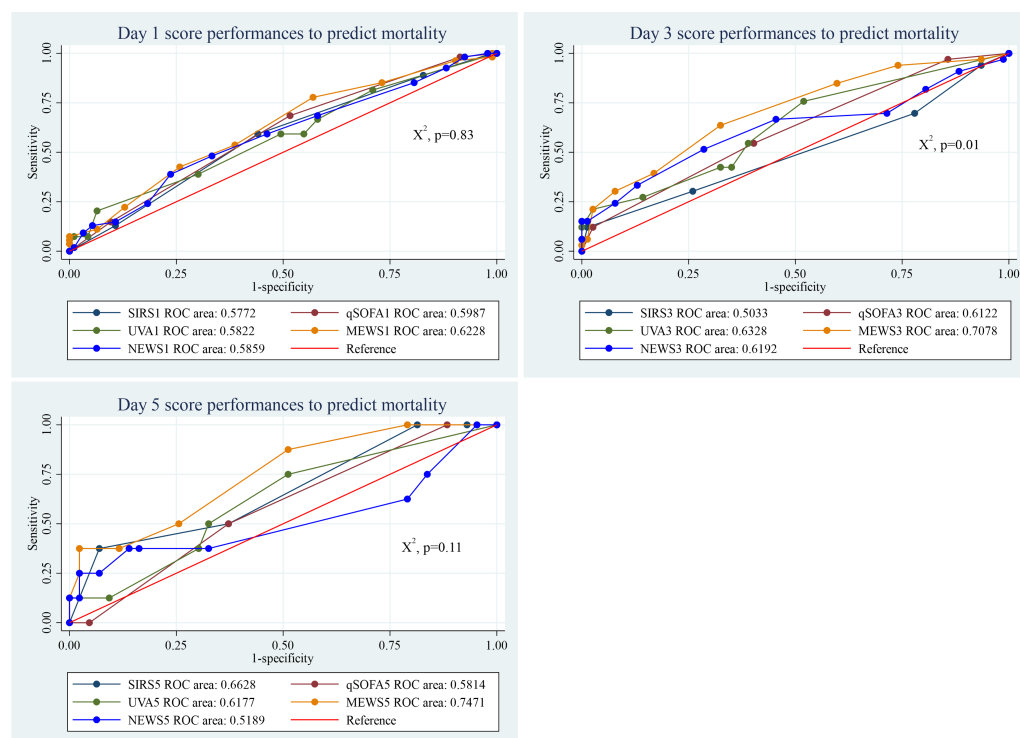 Day 1 score performances to predict mortality
Sensitivity
1.00
0.75
0.50
0.25
0.00
X², p=0.83
0.00 0.25 0.50 0.75 1.00
1-specificity
SIRS1 ROC area: 0.5772 qSOFA1 ROC area: 0.5987
UVA1 ROC area: 0.5822 MEWS1 ROC area: 0.6228
NEWS1 ROC area: 0.5859 Reference
Day 3 score performances to predict mortality
Sensitivity
1.00
0.75
0.50
0.25
0.00
X², p=0.01
0.00 0.25 0.50 0.75 1.00
1-specificity
SIRS3 ROC area: 0.5033 qSOFA3 ROC area: 0.6122
UVA3 ROC area: 0.6328 MEWS3 ROC area: 0.7078
NEWS3 ROC area: 0.6192 Reference
Day 5 score performances to predict mortality
Sensitivity
1.00
0.75
0.50
0.25
0.00
X², p=0.11
0.00 0.25 0.50 0.75 1.00
1-specificity
SIRS5 ROC area: 0.6628 qSOFA5 ROC area: 0.5814
UVA5 ROC area: 0.6177 MEWS5 ROC area: 0.7471
NEWS5 ROC area: 0.5189 Reference